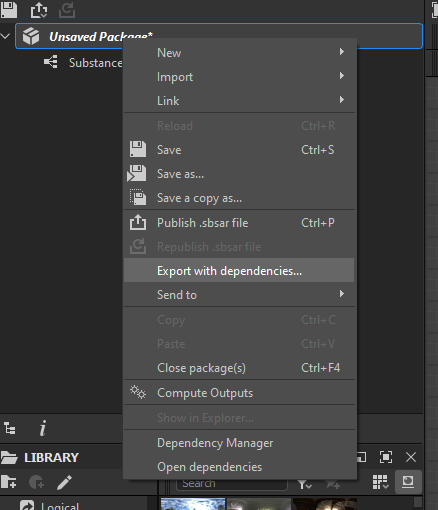 Unsaved Package*
Substance
New
Import
Link
Reload Ctrl+R
Save Ctrl+S
Save as...
Save a copy as...
Publish .sbsar file Ctrl+P
Republish .sbsar file
Export with dependencies...
Send to
Copy Ctrl+C
Paste Ctrl+V
Close package(s) Ctrl+F4
Compute Outputs
Show in Explorer...
Dependency Manager
Open dependencies
LIBRARY
Search
Logical